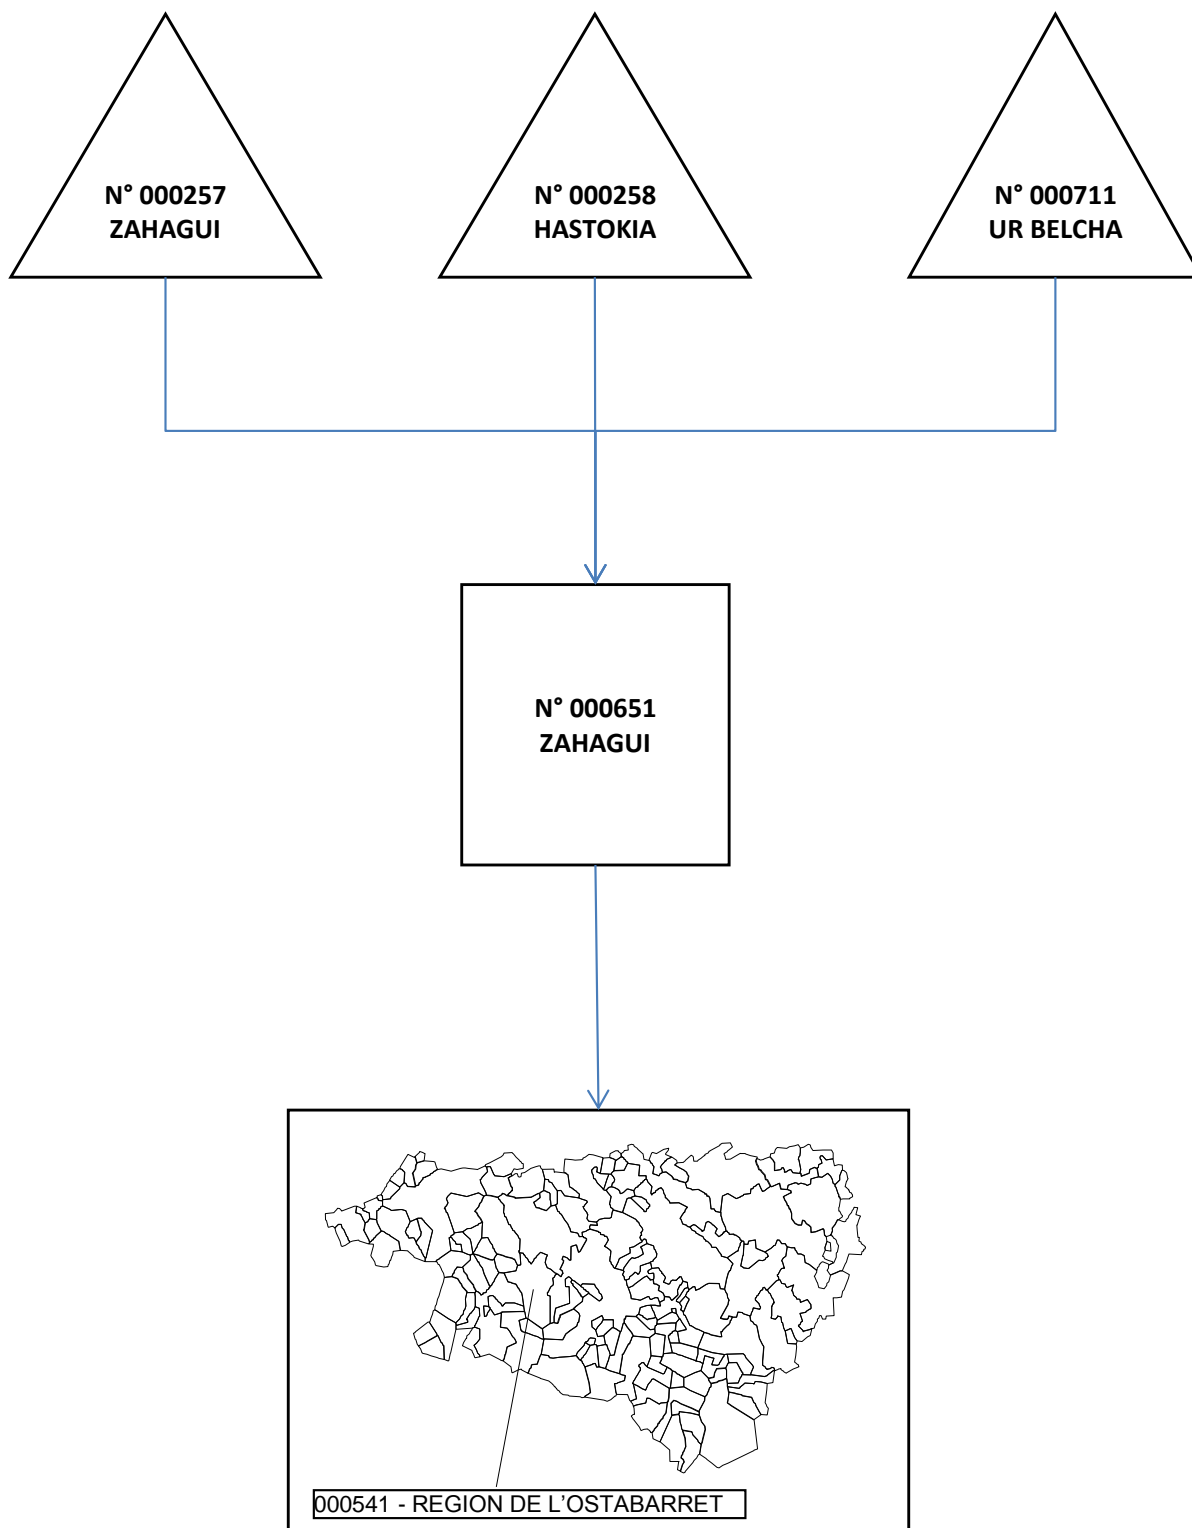 N° 000257
ZAHAGUI
N° 000258
HASTOKIA
N° 000711
UR BELCHA
N° 000651
ZAHAGUI
000541 - REGION DE L'OSTABARRET